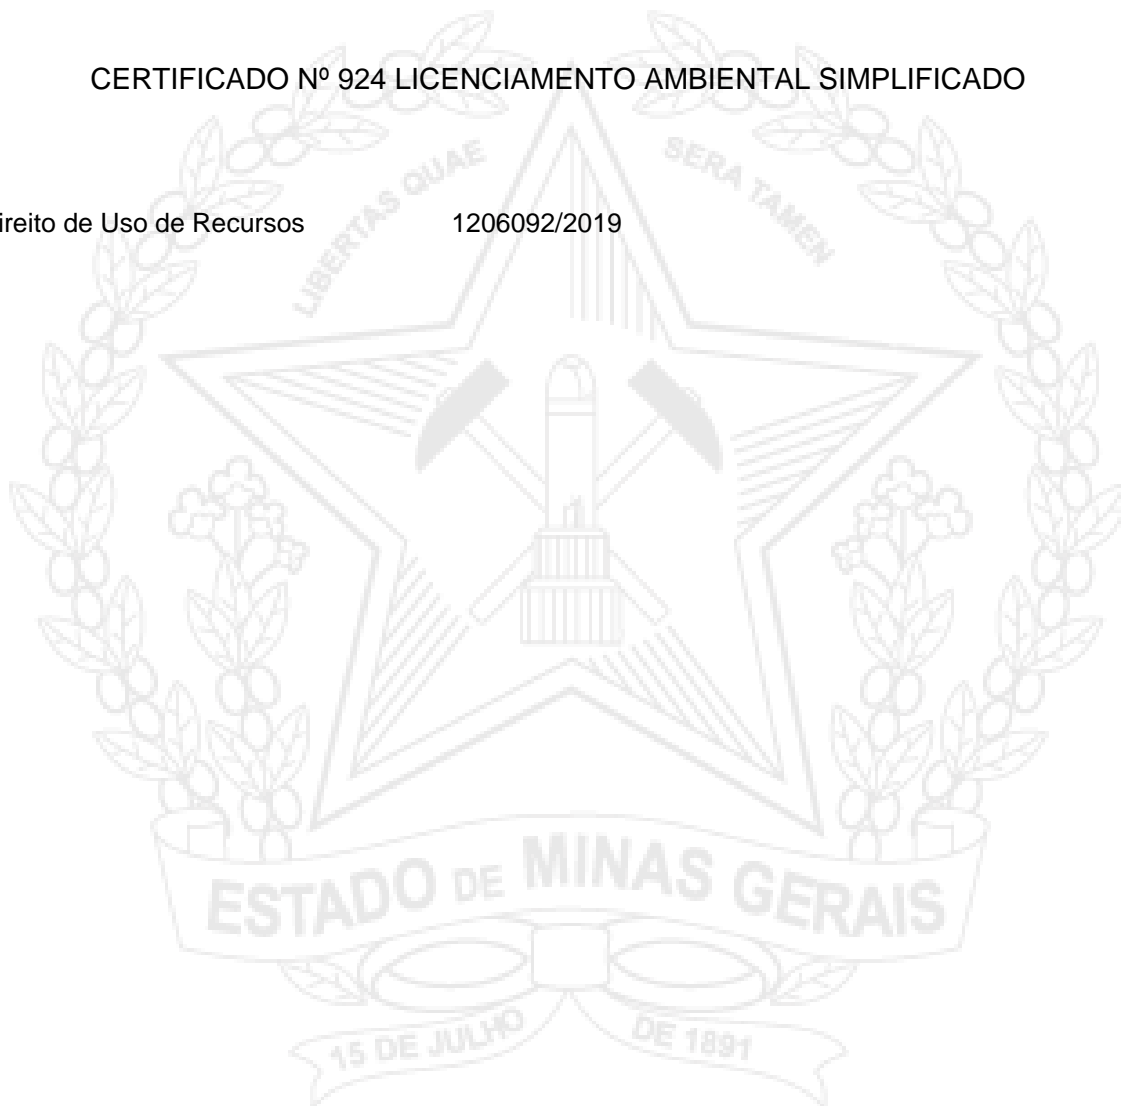 CERTIFICADO Nº 924 LICENCIAMENTO AMBIENTAL SIMPLIFICADO
LIBERTAS QUAE SERA TAMEN
ireito de Uso de Recursos 1206092/2019
ESTADO DE MINAS GERAIS
15 DE JULHO DE 1891